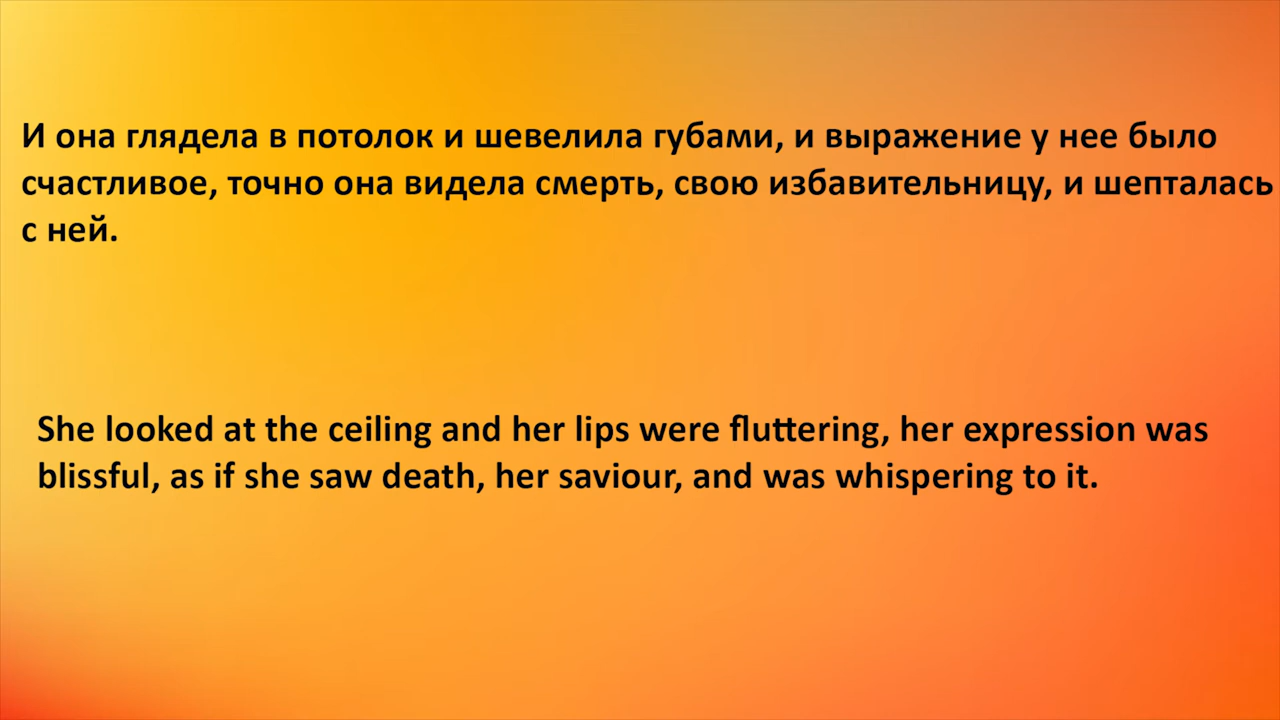 И она глядела в потолок и шевелила губами, и выражение у нее было
счастливое, точно она видела смерть, свою избавительницу, и шепталась
с ней.
She looked at the ceiling and her lips were fluttering, her expression was
blissful, as if she saw death, her saviour, and was whispering to it.